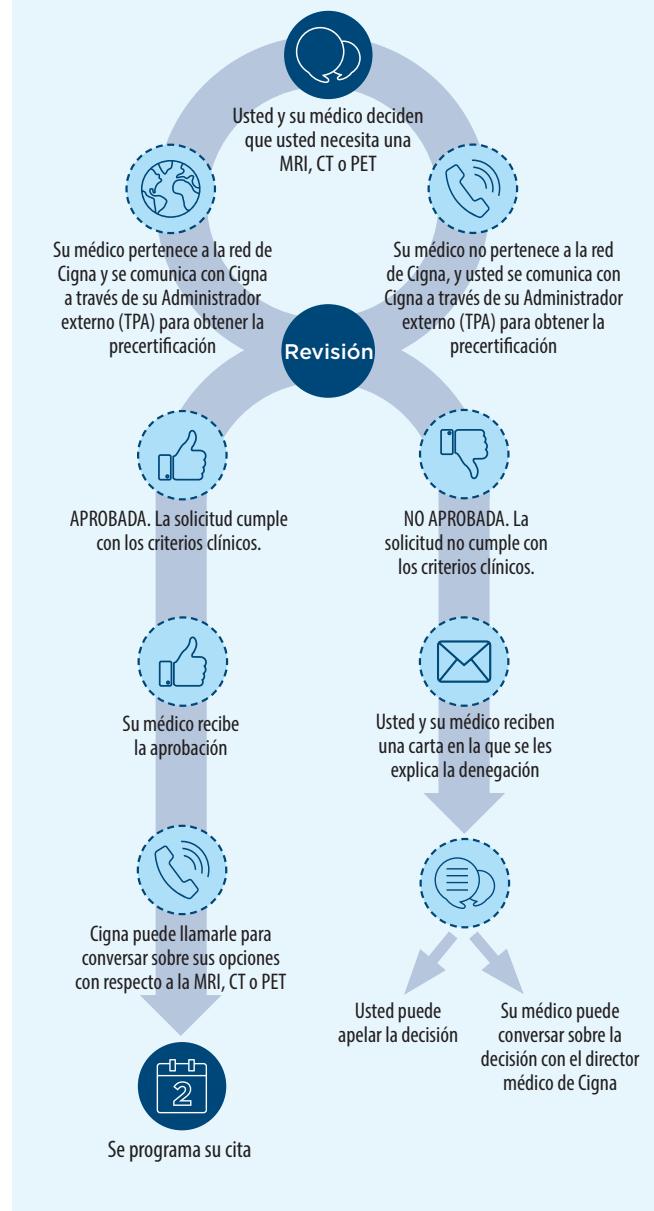 Usted y su médico deciden
que usted necesita una
MRI, CT o PET
Su médico pertenece a la red de
Cigna y se comunica con Cigna
a través de su Administrador
externo (TPA) para obtener la
precertificación
Su médico no pertenece a la red
de Cigna, y usted se comunica con
Cigna a través de su Administrador
externo (TPA) para obtener la
precertificación
Revisión
APROBADA. La solicitud cumple
con los criterios clínicos.
NO APROBADA. La
solicitud no cumple con
los criterios clínicos.
Su médico recibe
la aprobación
Usted y su médico reciben
una carta en la que se les
explica la denegación
Cigna puede llamarle para
conversar sobre sus opciones
con respecto a la MRI, CT o PET
Usted puede
apelar la decisión
Su médico puede
conversar sobre la
decisión con el director
médico de Cigna
2
Se programa su cita